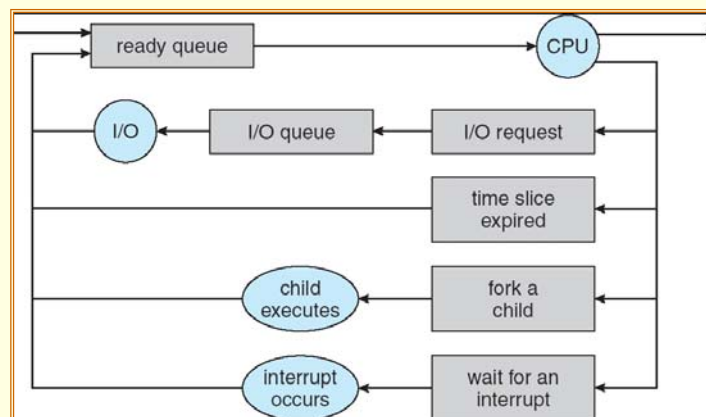 ready queue
CPU
I/O
I/O queue
I/O request
time slice
expired
child
executes
fork a
child
interrupt
occurs
wait for an
interrupt